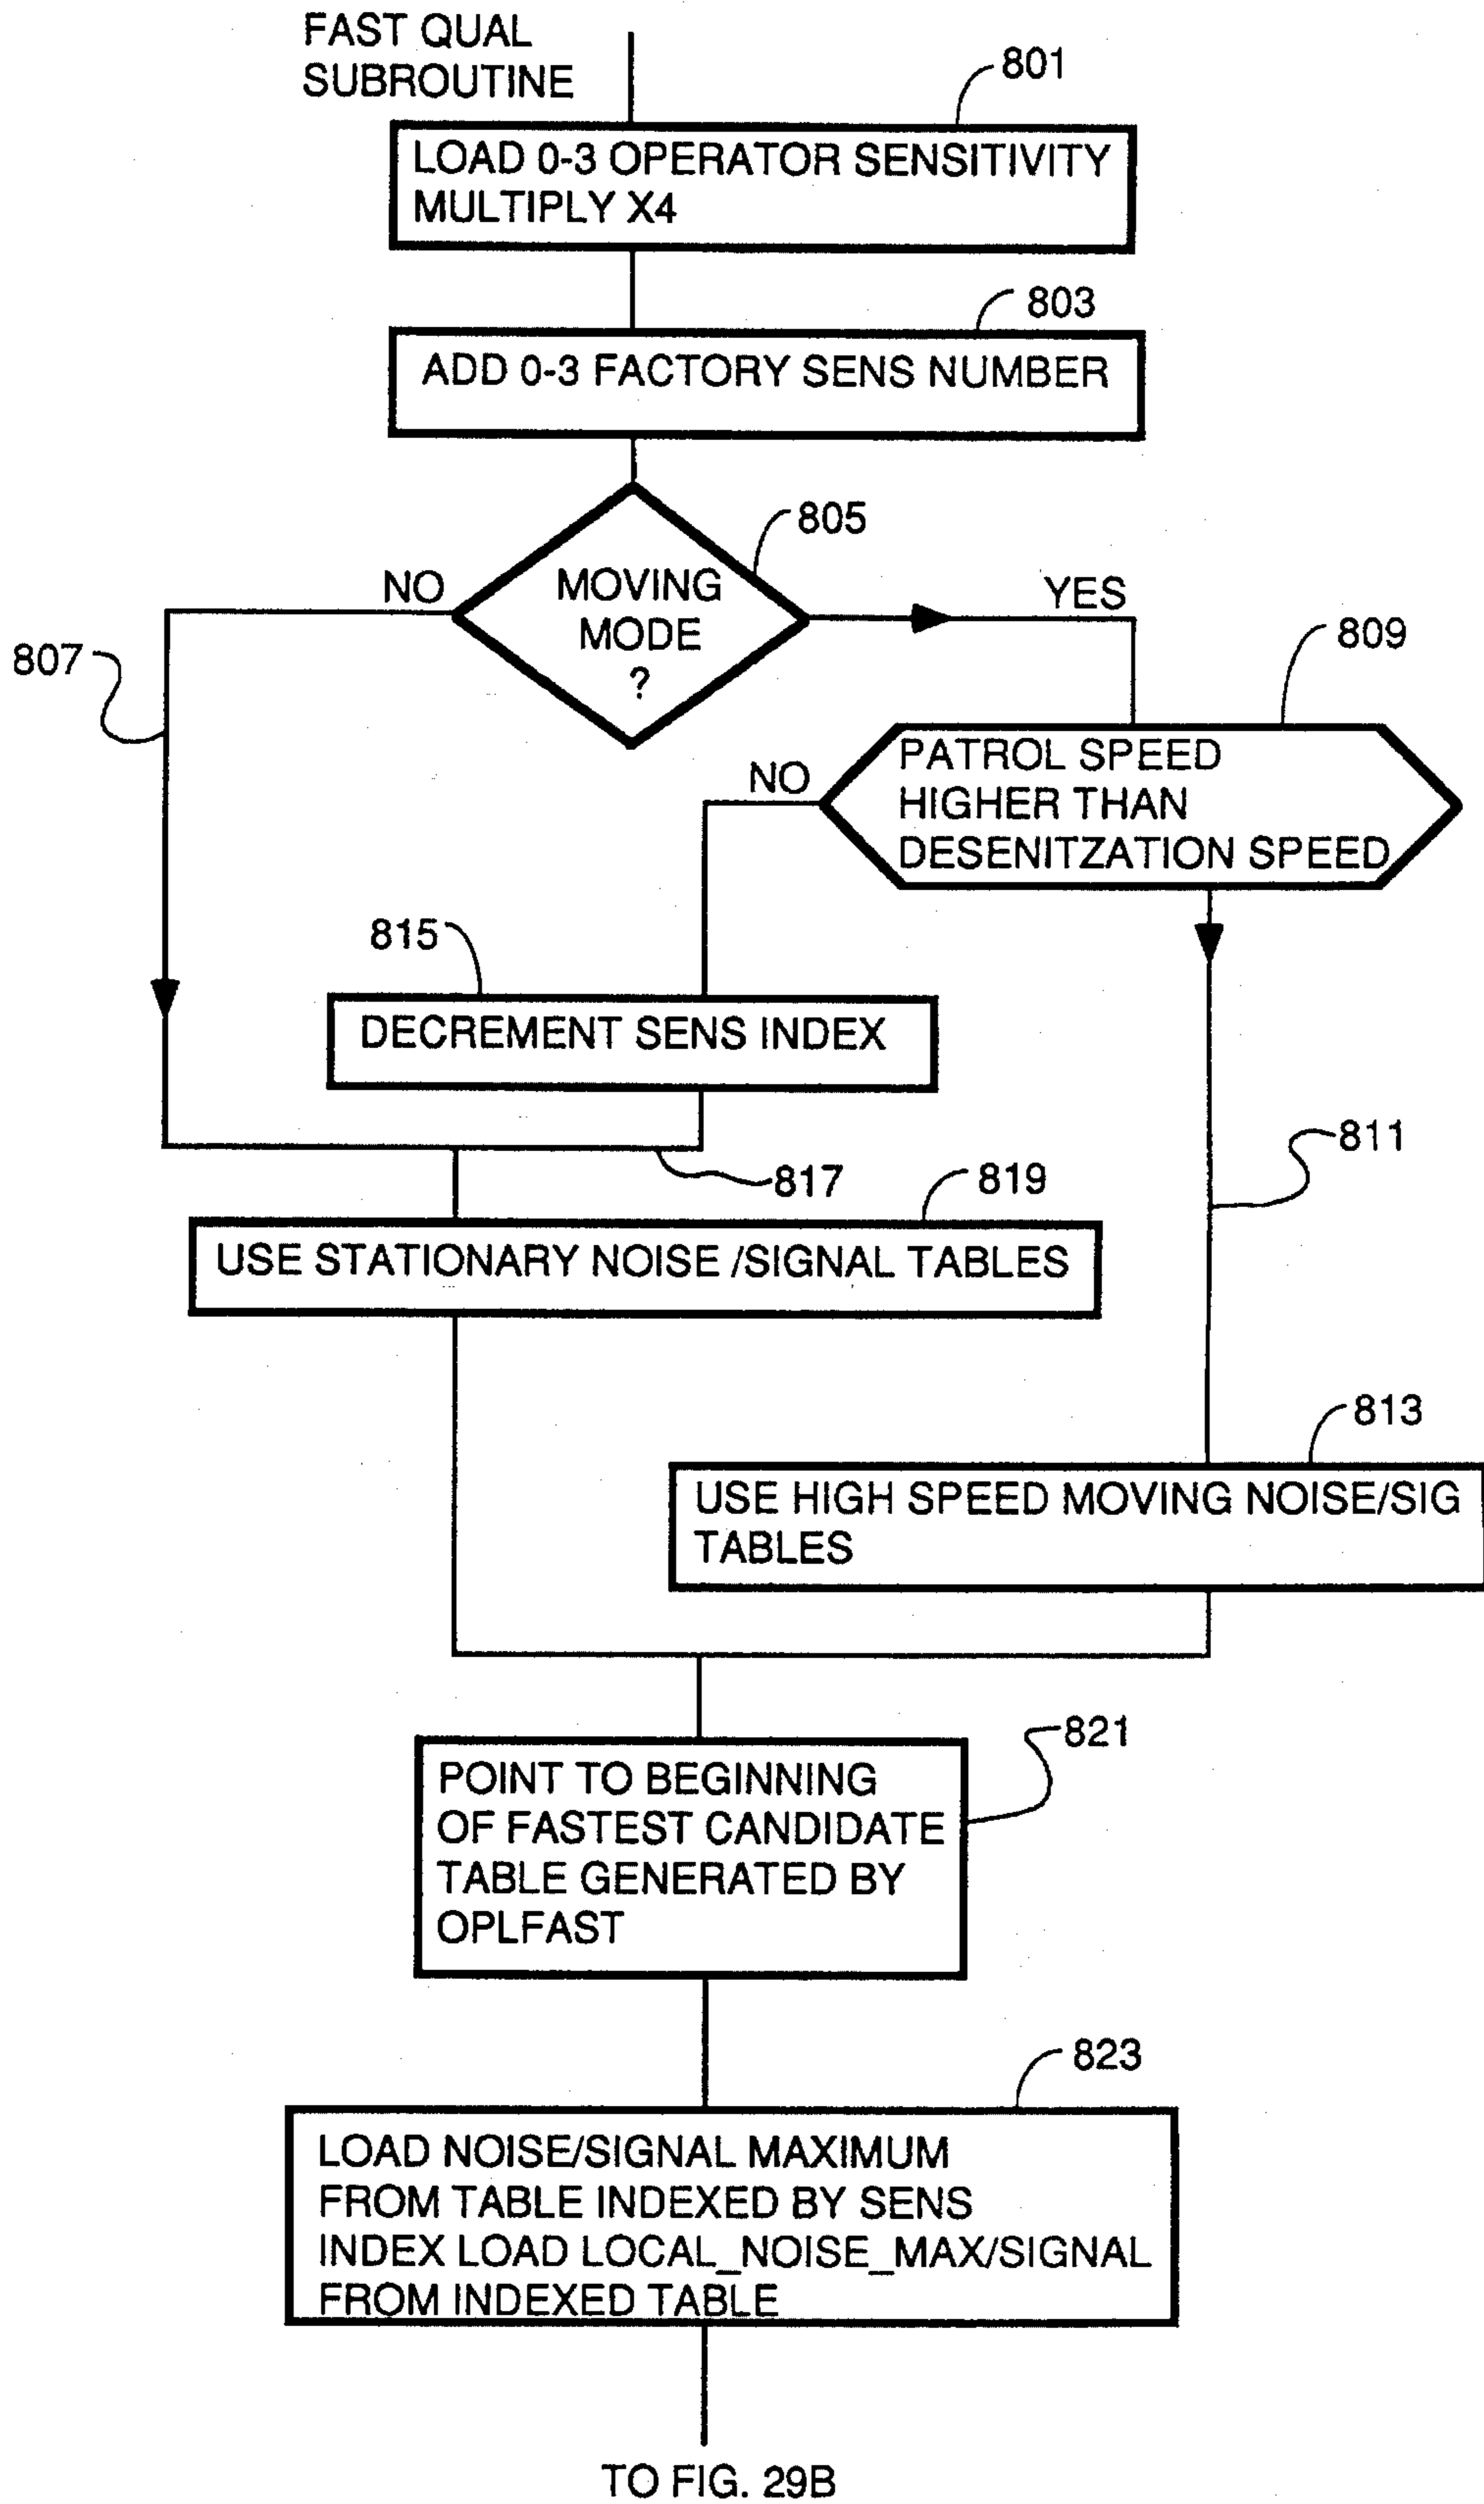 FAST QUAL
SUBROUTINE
801
LOAD 0-3 OPERATOR SENSITIVITY
MULTIPLY X4
803
ADD 0-3 FACTORY SENS NUMBER
805
NO
MOVING
MODE
?
YES
807
809
PATROL SPEED
HIGHER THAN
DESENITZATION SPEED
NO
815
DECREMENT SENS INDEX
811
817
819
USE STATIONARY NOISE /SIGNAL TABLES
813
USE HIGH SPEED MOVING NOISE/SIG
TABLES
821
POINT TO BEGINNING
OF FASTEST CANDIDATE
TABLE GENERATED BY
OPLFAST
823
LOAD NOISE/SIGNAL MAXIMUM
FROM TABLE INDEXED BY SENS
INDEX LOAD LOCAL_NOISE_MAX/SIGNAL
FROM INDEXED TABLE
TO FIG. 29B